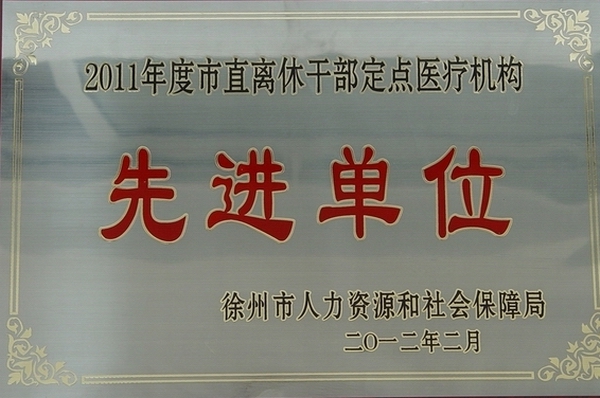 2011年度市直离休干部定点医疗机构
先进单位
徐州市人力资源和社会保障局
二〇一二年二月